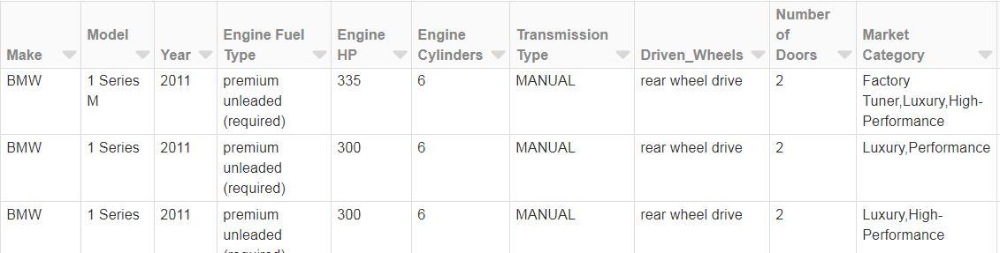 Make Model Year Engine Fuel Type Engine HP Engine Cylinders Transmission Type Driven_Wheels Number of Doors Market Category
BMW 1 Series M 2011 premium unleaded (required) 335 6 MANUAL rear wheel drive 2 Factory Tuner,Luxury,High-Performance
BMW 1 Series 2011 premium unleaded (required) 300 6 MANUAL rear wheel drive 2 Luxury,Performance
BMW 1 Series 2011 premium unleaded 300 6 MANUAL rear wheel drive 2 Luxury,High-Performance